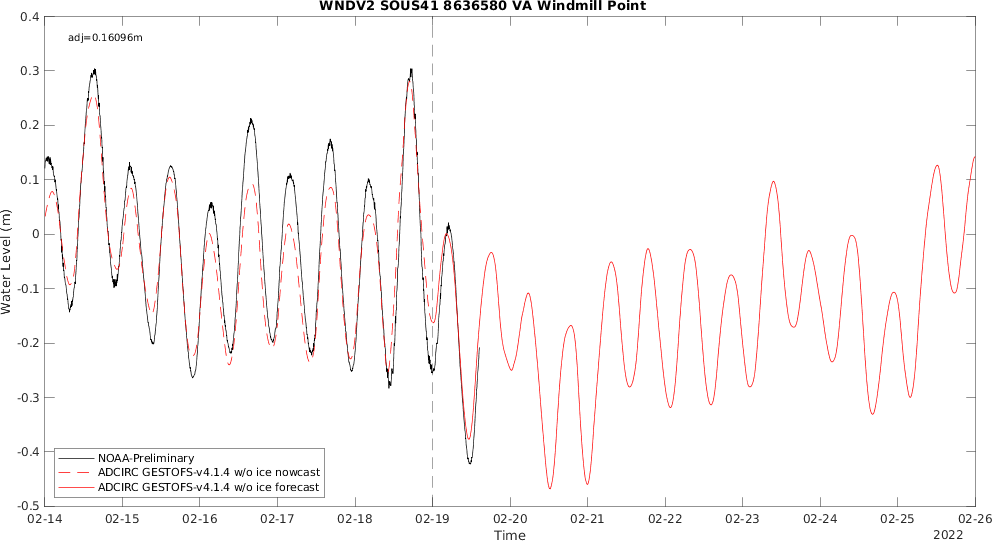 WNDV2 SOUS41 8636580 VA Windmill Point
adj=0.16096m
0.4
0.3
0.2
0.1
0
-0.1
-0.2
-0.3
-0.4
-0.5
Water Level (m)
NOAA-Preliminary
ADCIRC GESTOFS-v4.1.4 w/o ice nowcast
ADCIRC GESTOFS-v4.1.4 w/o ice forecast
02-14 02-15 02-16 02-17 02-18 02-19 02-20 02-21 02-22 02-23 02-24 02-25 02-26
Time
2022